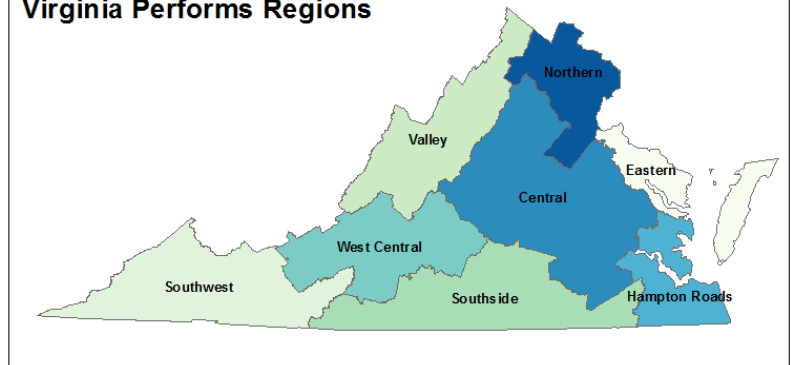 Virginia Performs Regions
Northern
Valley
Eastern
Central
West Central
Southwest
Southside
Hampton Roads